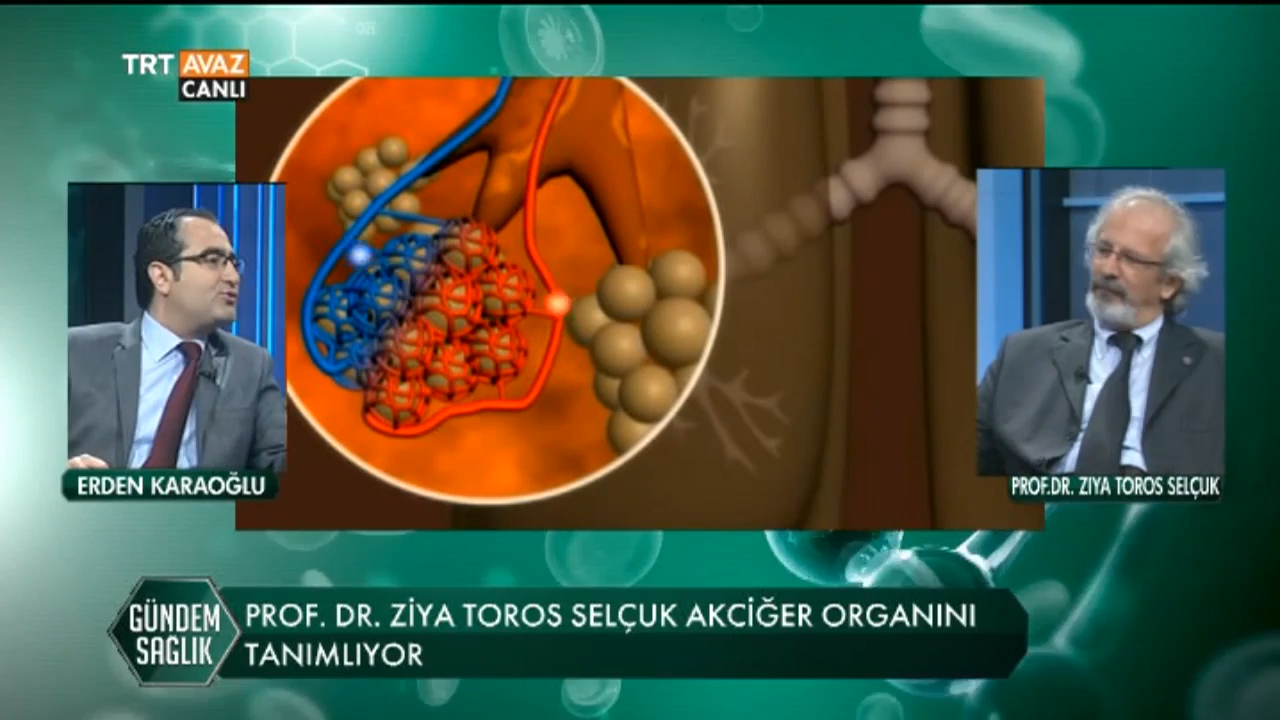 TRT AVAZ
CANLI
ERDEN KARAOĞLU
PROF.DR. ZIYA TOROS SELÇUK
GÜNDEM
SAĞLIK
PROF. DR. ZİYA TOROS SELÇUK AKCİĞER ORGANINI
TANIMLIYOR